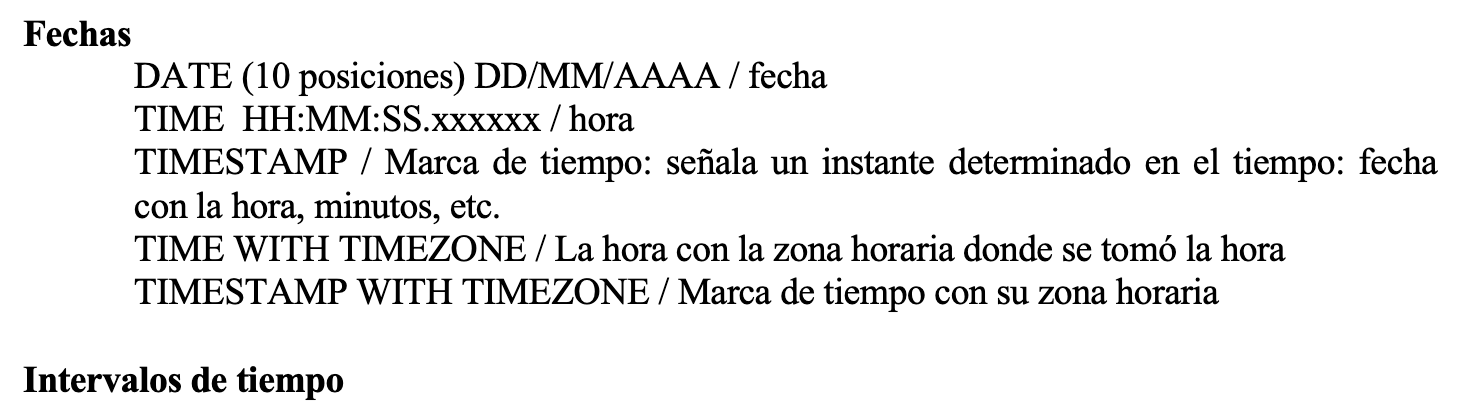 Fechas
DATE (10 posiciones) DD/MM/AAAA / fecha
TIME HH:MM:SS.xxxxxx / hora
TIMESTAMP / Marca de tiempo: señala un instante determinado en el tiempo: fecha
con la hora, minutos, etc.
TIME WITH TIMEZONE / La hora con la zona horaria donde se tomó la hora
TIMESTAMP WITH TIMEZONE / Marca de tiempo con su zona horaria
Intervalos de tiempo